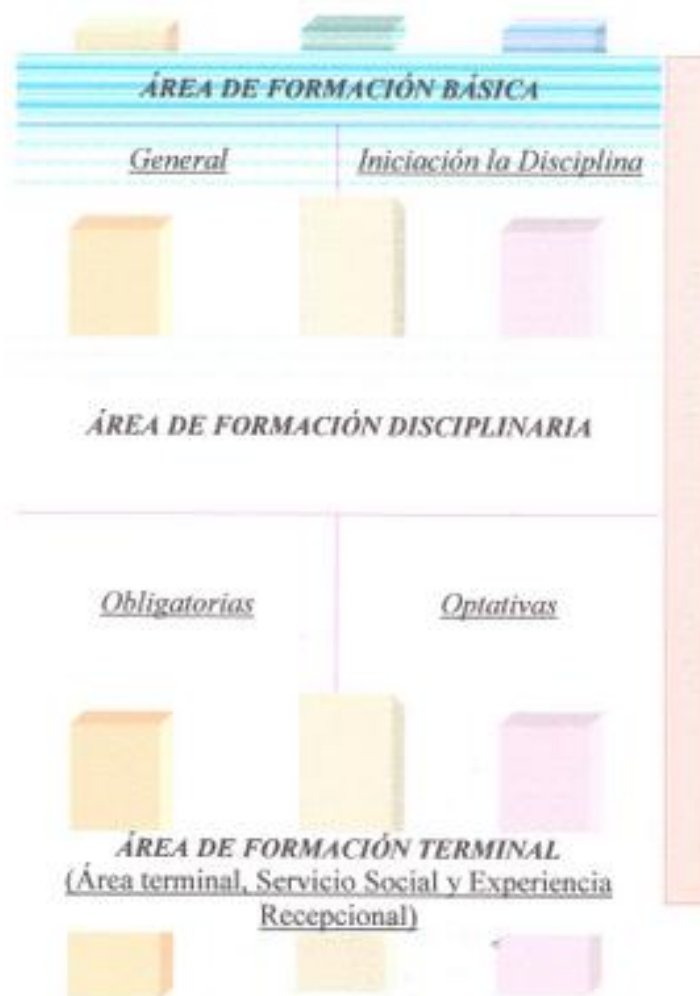 ÁREA DE FORMACIÓN BÁSICA
General
Iniciación la Disciplina
ÁREA DE FORMACIÓN DISCIPLINARIA
Obligatorias
Optativas
ÁREA DE FORMACIÓN TERMINAL
(Área terminal, Servicio Social y Experiencia
Recepcional)